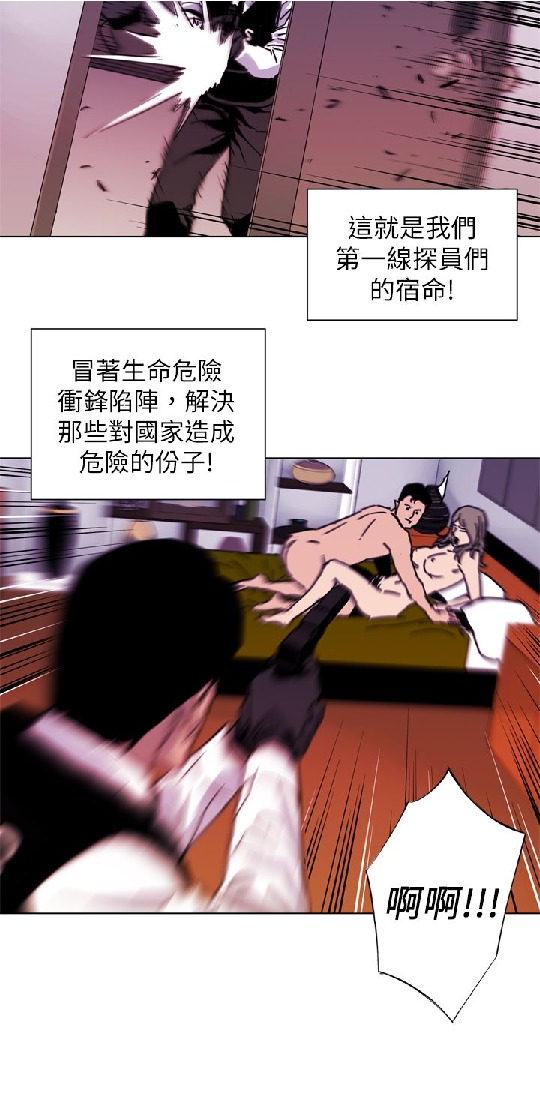 這就是我們
第一線探員們
的宿命!
冒著生命危險
衝鋒陷陣，解決
那些對國家造成
危險的份子!
啊啊!!!